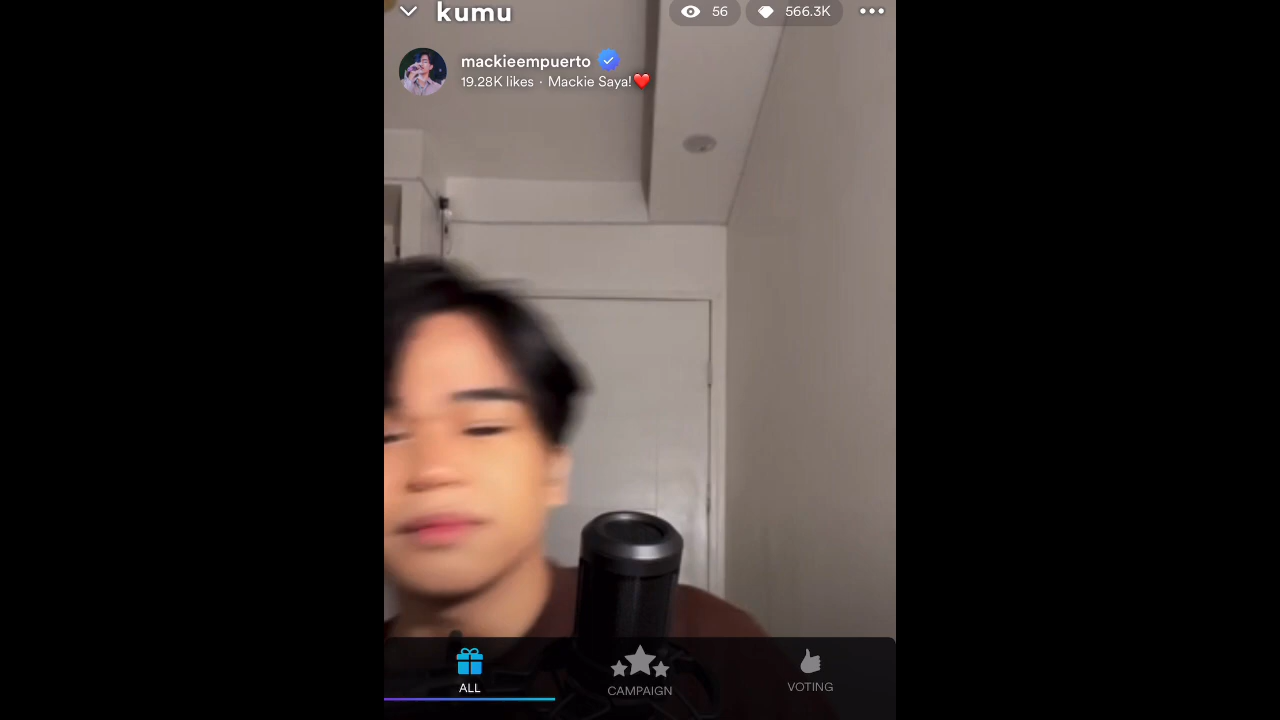 kumu
56
566.3K
mackieempuerto
19.28K likes · Mackie Saya!❤️
ALL
CAMPAIGN
VOTING